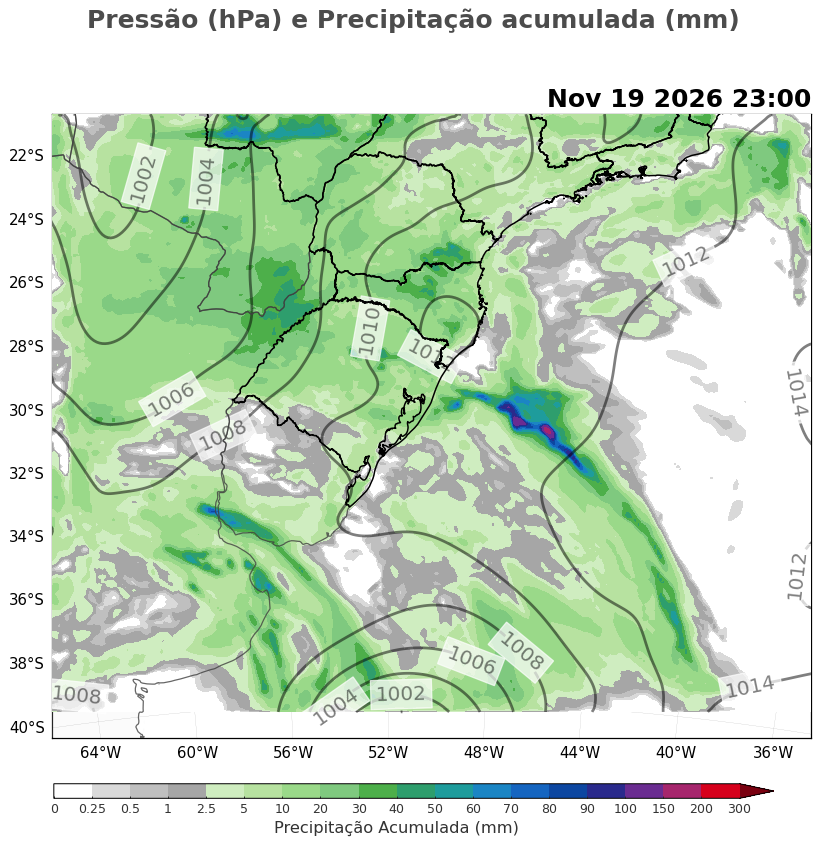 Pressão (hPa) e Precipitação acumulada (mm)
Nov 19 2026 23:00
22°S
24°S
26°S
28°S
30°S
32°S
34°S
36°S
38°S
40°S
1002
1004
1012
1010
1014
1006
1008
1012
1008
1006
1008
1004
1002
1014
64°W 60°W 56°W 52°W 48°W 44°W 40°W 36°W
0 0.25 0.5 1 2.5 5 10 20 30 40 50 60 70 80 90 100 150 200 300
Precipitação Acumulada (mm)